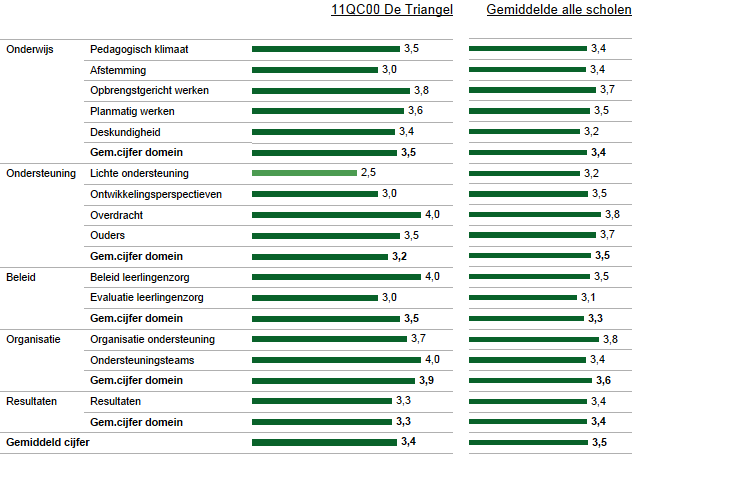 11QC00 De Triangel Gemiddelde alle scholen
Onderwijs Pedagogisch klimaat 3,5 3,4
Afstemming 3,0 3,4
Opbrengstgericht werken 3,8 3,7
Planmatig werken 3,6 3,5
Deskundigheid 3,4 3,2
Gem.cijfer domein 3,5 3,4
Ondersteuning Lichte ondersteuning 2,5 3,2
Ontwikkelingsperspectieven 3,0 3,5
Overdracht 4,0 3,8
Ouders 3,5 3,7
Gem.cijfer domein 3,2 3,5
Beleid Beleid leerlingenzorg 4,0 3,5
Evaluatie leerlingenzorg 3,0 3,1
Gem.cijfer domein 3,5 3,3
Organisatie Organisatie ondersteuning 3,7 3,8
Ondersteuningsteams 4,0 3,4
Gem.cijfer domein 3,9 3,6
Resultaten Resultaten 3,3 3,4
Gem.cijfer domein 3,3 3,4
Gemiddeld cijfer 3,4 3,5